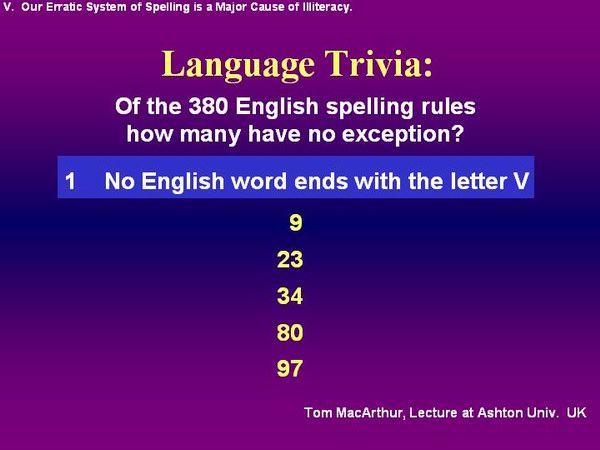 V. Our Erratic System of Spelling is a Major Cause of Illiteracy.
Language Trivia:
Of the 380 English spelling rules
how many have no exception?
1 No English word ends with the letter V
9
23
34
80
97
Tom MacArthur, Lecture at Ashton Univ. UK